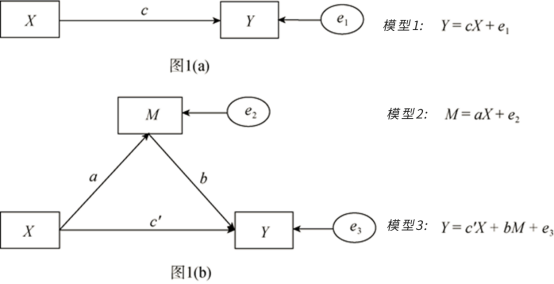 c
X
Y
e₁
模型1: Y = cX + e₁
图1(a)
M
e₂
模型2: M = aX + e₂
a
b
c′
X
Y
e₃
模型3: Y = c′X + bM + e₃
图1(b)